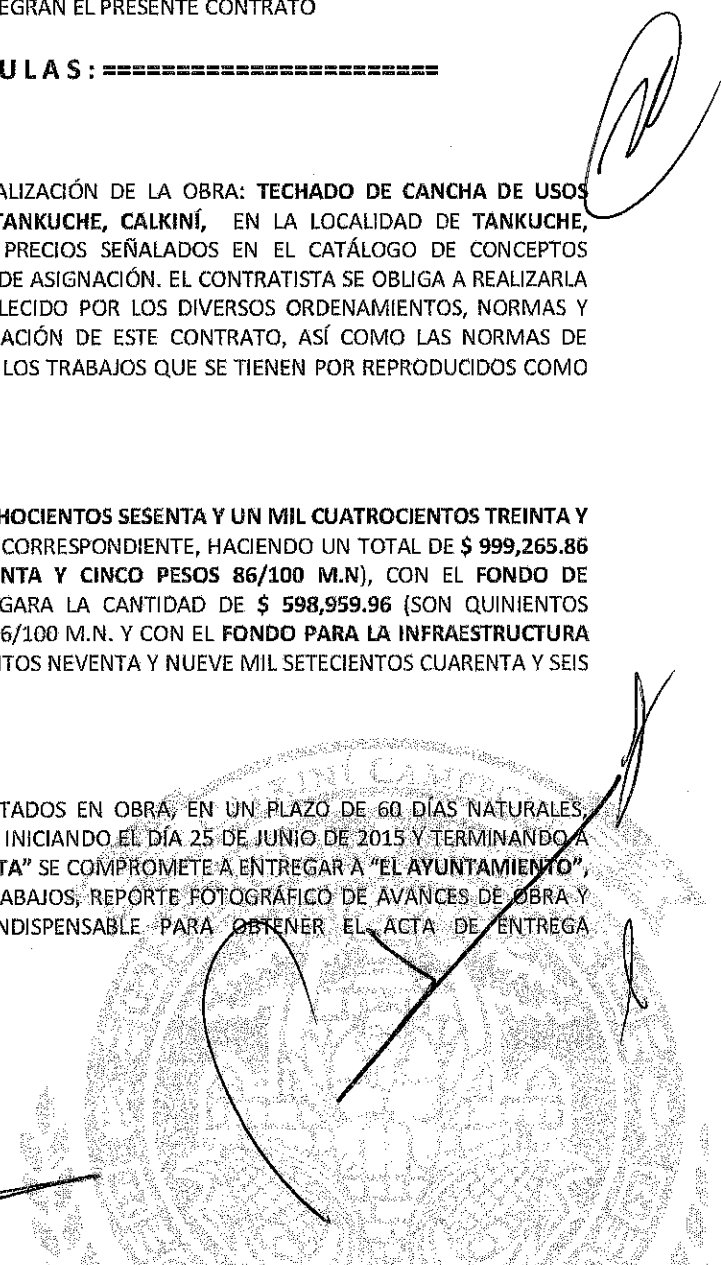 EGRAN EL PRESENTE CONTRATO
U L A S : =======================
ALIZACIÓN DE LA OBRA: TECHADO DE CANCHA DE USOS
TANKUCHE, CALKINÍ, EN LA LOCALIDAD DE TANKUCHE,
PRECIOS SEÑALADOS EN EL CATÁLOGO DE CONCEPTOS
DE ASIGNACIÓN. EL CONTRATISTA SE OBLIGA A REALIZARLA
LECIDO POR LOS DIVERSOS ORDENAMIENTOS, NORMAS Y
ACIÓN DE ESTE CONTRATO, ASÍ COMO LAS NORMAS DE
LOS TRABAJOS QUE SE TIENEN POR REPRODUCIDOS COMO
HOCIENTOS SESENTA Y UN MIL CUATROCIENTOS TREINTA Y
CORRESPONDIENTE, HACIENDO UN TOTAL DE $ 999,265.86
NTA Y CINCO PESOS 86/100 M.N), CON EL FONDO DE
GARA LA CANTIDAD DE $ 598,959.96 (SON QUINIENTOS
6/100 M.N. Y CON EL FONDO PARA LA INFRAESTRUCTURA
NTOS NEVENTA Y NUEVE MIL SETECIENTOS CUARENTA Y SEIS
TADOS EN OBRA, EN UN PLAZO DE 60 DÍAS NATURALES,
INICIANDO EL DÍA 25 DE JUNIO DE 2015 Y TERMINANDO A
TA" SE COMPROMETE A ENTREGAR A "EL AYUNTAMIENTO",
ABAJOS, REPORTE FOTOGRÁFICO DE AVANCES DE OBRA Y
NDISPENSABLE PARA OBTENER EL ACTA DE ENTREGA